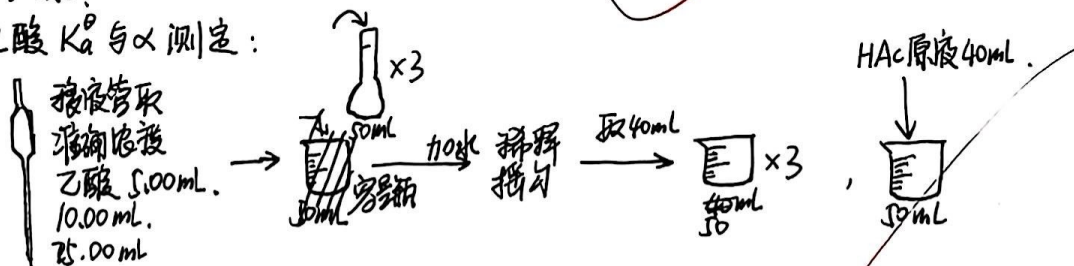 酸 Kₐ^θ 与α 测定：
移液管取
准确浓度
乙酸 5.00mL.
10.00mL.
25.00mL
×3
50mL
50mL
容量瓶
加水 稀释
摇匀
取40mL
×3
50
,
HAc原液40mL.
50mL